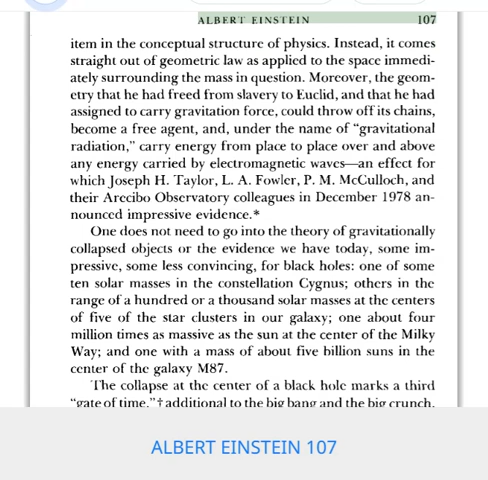 ALBERT EINSTEIN 107
item in the conceptual structure of physics. Instead, it comes
straight out of geometric law as applied to the space immedi-
ately surrounding the mass in question. Moreover, the geom-
etry that he had freed from slavery to Euclid, and that he had
assigned to carry gravitation force, could throw off its chains,
become a free agent, and, under the name of “gravitational
radiation,” carry energy from place to place over and above
any energy carried by electromagnetic waves—an effect for
which Joseph H. Taylor, L. A. Fowler, P. M. McCulloch, and
their Arecibo Observatory colleagues in December 1978 an-
nounced impressive evidence.*
One does not need to go into the theory of gravitationally
collapsed objects or the evidence we have today, some im-
pressive, some less convincing, for black holes: one of some
ten solar masses in the constellation Cygnus; others in the
range of a hundred or a thousand solar masses at the centers
of five of the star clusters in our galaxy; one about four
million times as massive as the sun at the center of the Milky
Way; and one with a mass of about five billion suns in the
center of the galaxy M87.
The collapse at the center of a black hole marks a third
“gate of time,”† additional to the big bang and the big crunch.
ALBERT EINSTEIN 107